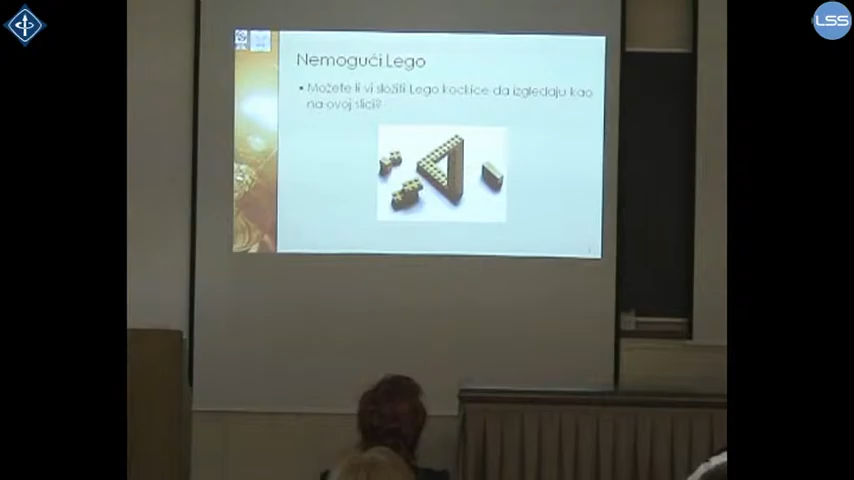 LSS
Nemogući Lego
▪ Možete li vi složiti Lego kockice da izgledaju kao
na ovoj slici?